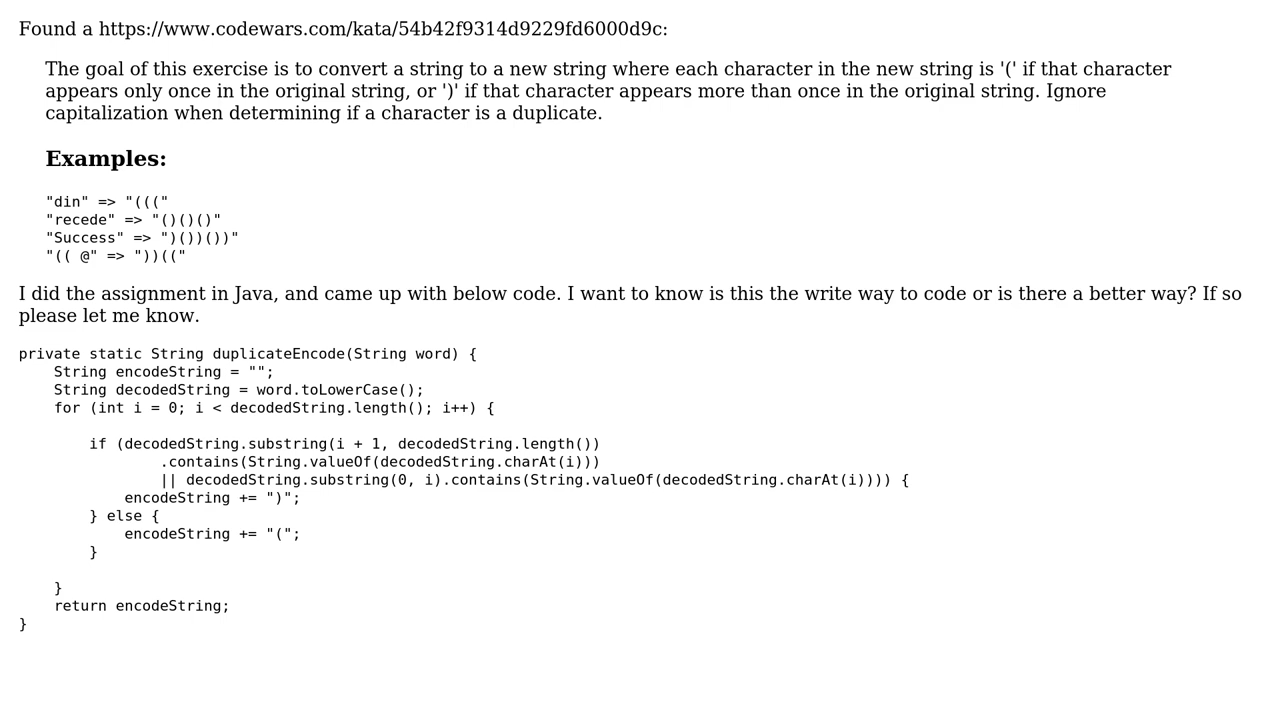 Found a https://www.codewars.com/kata/54b42f9314d9229fd6000d9c:
The goal of this exercise is to convert a string to a new string where each character in the new string is '(' if that character
appears only once in the original string, or ')' if that character appears more than once in the original string. Ignore
capitalization when determining if a character is a duplicate.
Examples:
"din" => "((("
"recede" => "()()()"
"Success" => ")())())"
"(( @" => "))(("
I did the assignment in Java, and came up with below code. I want to know is this the write way to code or is there a better way? If so
please let me know.
private static String duplicateEncode(String word) {
    String encodeString = "";
    String decodedString = word.toLowerCase();
    for (int i = 0; i < decodedString.length(); i++) {
        if (decodedString.substring(i + 1, decodedString.length())
                .contains(String.valueOf(decodedString.charAt(i)))
                || decodedString.substring(0, i).contains(String.valueOf(decodedString.charAt(i)))) {
            encodeString += ")";
        } else {
            encodeString += "(";
        }
    }
    return encodeString;
}